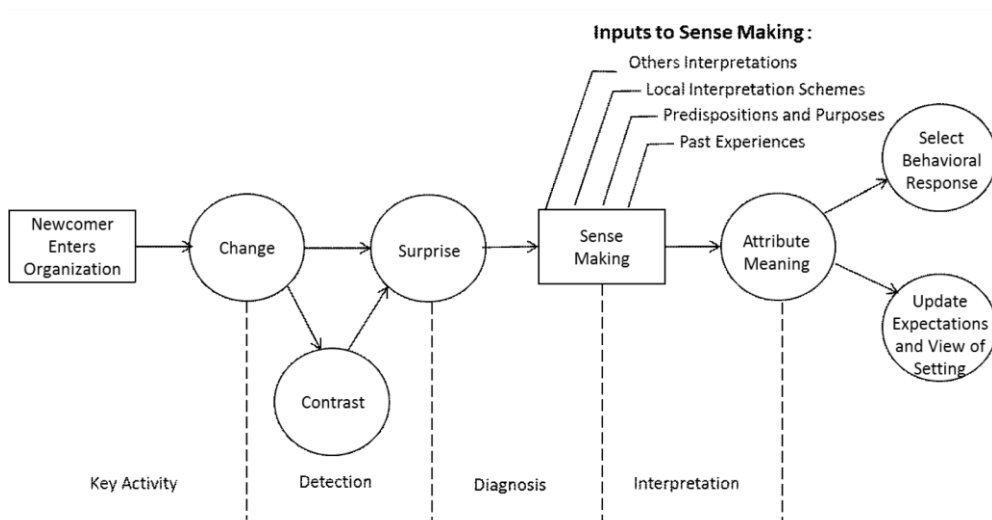 Inputs to Sense Making:
Others Interpretations
Local Interpretation Schemes
Predispositions and Purposes
Past Experiences
Newcomer
Enters
Organization
Change
Contrast
Surprise
Sense
Making
Attribute
Meaning
Select
Behavioral
Response
Update
Expectations
and View of
Setting
Key Activity
Detection
Diagnosis
Interpretation